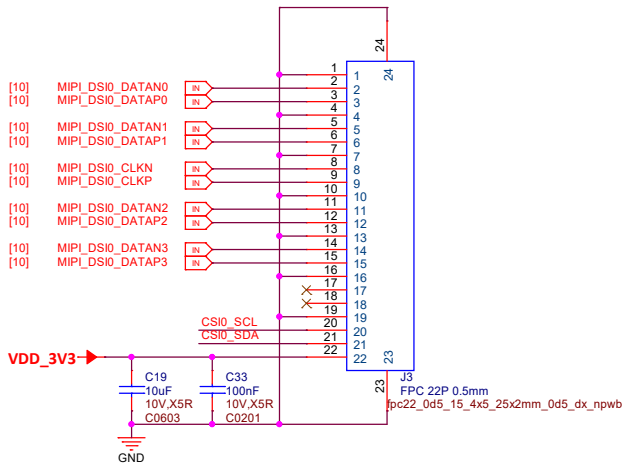 24
24
1 1
[10] MIPI_DSI0_DATAN0 IN 2 2
[10] MIPI_DSI0_DATAP0 IN 3 3
4 4
[10] MIPI_DSI0_DATAN1 IN 5 5
[10] MIPI_DSI0_DATAP1 IN 6 6
7 7
[10] MIPI_DSI0_CLKN IN 8 8
[10] MIPI_DSI0_CLKP IN 9 9
10 10
[10] MIPI_DSI0_DATAN2 IN 11 11
[10] MIPI_DSI0_DATAP2 IN 12 12
13 13
[10] MIPI_DSI0_DATAN3 IN 14 14
[10] MIPI_DSI0_DATAP3 IN 15 15
16 16
17 17
18 18
19 19
CSI0_SCL 20 20
CSI0_SDA 21 21
VDD_3V3 22 22 23
23
C19
10uF
10V,X5R
C0603
C33
100nF
10V,X5R
C0201
J3
FPC 22P 0.5mm
fpc22_0d5_15_4x5_25x2mm_0d5_dx_npwb
GND